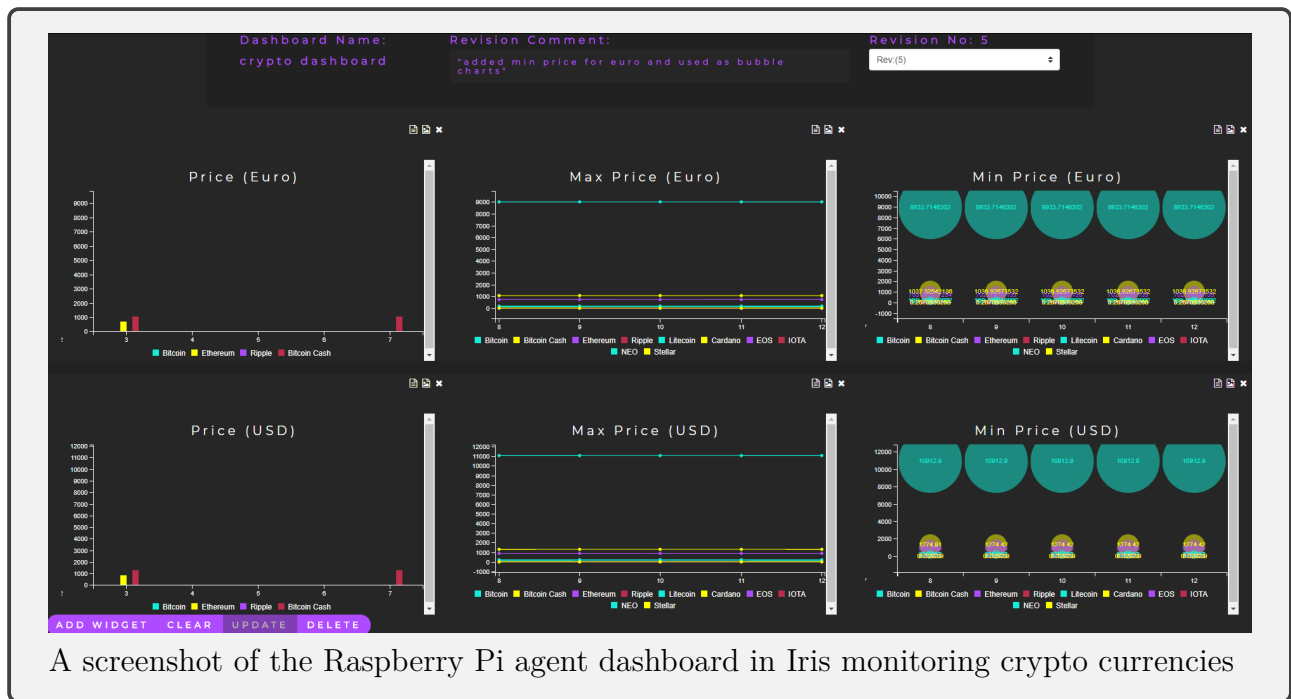 Dashboard Name:
crypto dashboard
Revision Comment:
"added min price for euro and used as bubble
charts"
Revision No: 5
Rev:(5)
Price (Euro)
9000
8000
7000
6000
5000
4000
3000
2000
1000
0
3 4 5 6 7
Bitcoin Ethereum Ripple Bitcoin Cash
Max Price (Euro)
9000
8000
7000
6000
5000
4000
3000
2000
1000
0
8 9 10 11 12
Bitcoin Bitcoin Cash Ethereum Ripple Litecoin Cardano EOS IOTA
NEO Stellar
Min Price (Euro)
10000
9000
8000
7000
6000
5000
4000
3000
2000
1000
0
-1000
8933.7146302 8933.7146302 8933.7146302 8933.7146302 8933.7146302
8 9 10 11 12
Bitcoin Bitcoin Cash Ethereum Ripple Litecoin Cardano EOS IOTA
NEO Stellar
Price (USD)
12000
11000
10000
9000
8000
7000
6000
5000
4000
3000
2000
1000
0
3 4 5 6 7
Bitcoin Ethereum Ripple Bitcoin Cash
Max Price (USD)
12000
11000
10000
9000
8000
7000
6000
5000
4000
3000
2000
1000
0
-1000
8 9 10 11 12
Bitcoin Bitcoin Cash Ethereum Ripple Litecoin Cardano EOS IOTA
NEO Stellar
Min Price (USD)
12000
10000
8000
6000
4000
2000
0
10912.9 10912.9 10912.9 10912.9 10912.9
1274.91 1274.42 1274.42 1274.42 1274.42
8 9 10 11 12
Bitcoin Bitcoin Cash Ethereum Ripple Litecoin Cardano EOS IOTA
NEO Stellar
ADD WIDGET CLEAR UPDATE DELETE
A screenshot of the Raspberry Pi agent dashboard in Iris monitoring crypto currencies